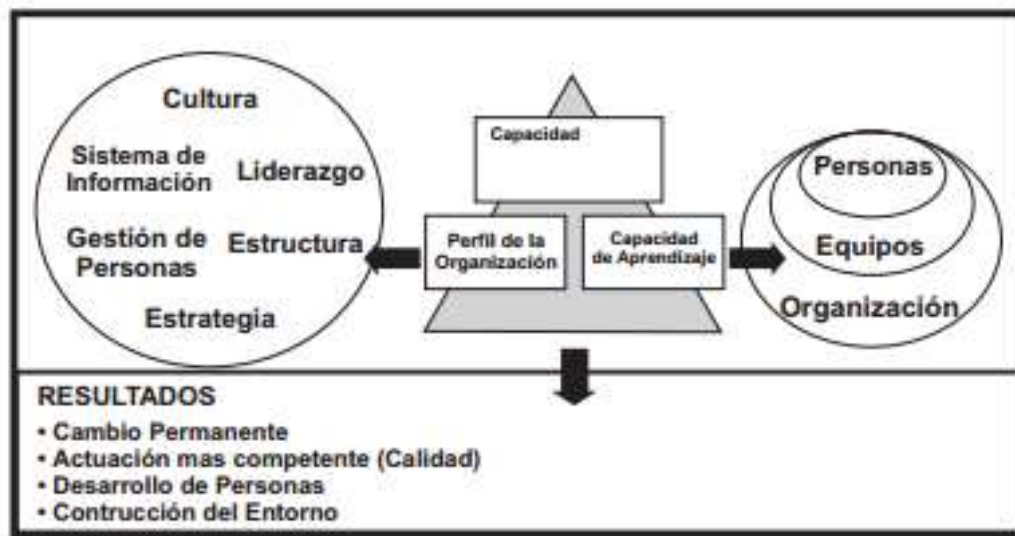 Cultura
Sistema de
Información
Liderazgo
Gestión de
Personas
Estructura
Estrategia
Capacidad
Perfil de la
Organización
Capacidad
de Aprendizaje
Personas
Equipos
Organización
RESULTADOS
• Cambio Permanente
• Actuación mas competente (Calidad)
• Desarrollo de Personas
• Contrucción del Entorno